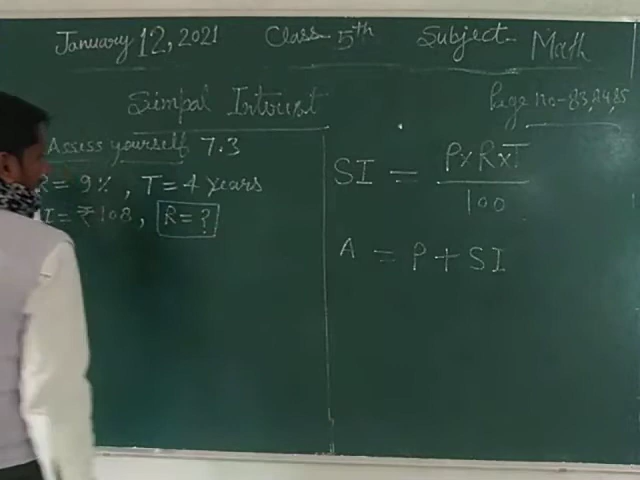 January 12, 2021 Class 5th Subject Math
Simpal Intrust
Page no-83,84,85
Assess yourself 7.3
R = 9%, T = 4 years
I = ₹108, R = ?
SI = P×R×T
100
A = P + SI